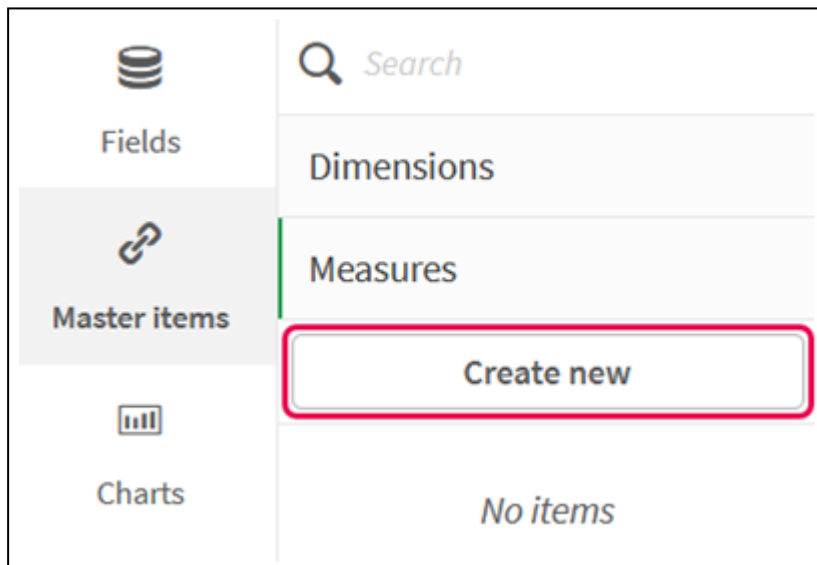 Fields
Master items
Charts
Search
Dimensions
Measures
Create new
No items